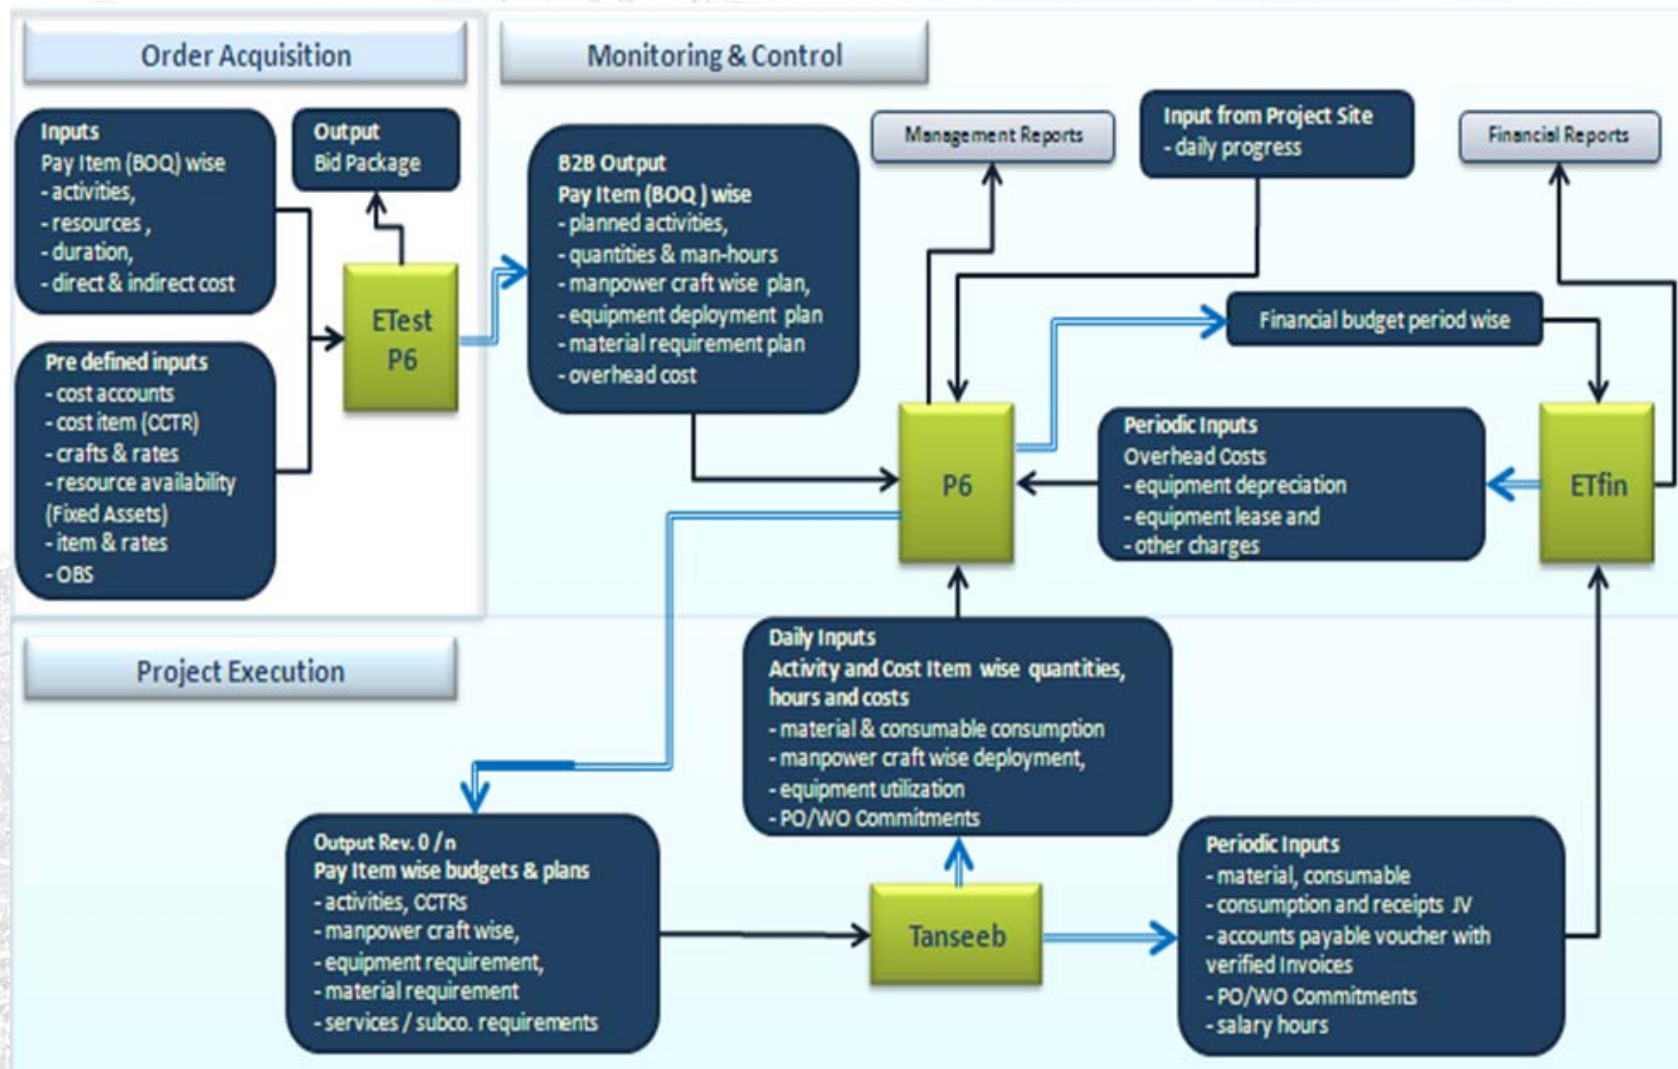 Order Acquisition
Monitoring & Control
Inputs
Pay Item (BOQ) wise
- activities,
- resources ,
- duration,
- direct & indirect cost
Output
Bid Package
Pre defined inputs
- cost accounts
- cost item (CCTR)
- crafts & rates
- resource availability
(Fixed Assets)
- item & rates
- OBS
ETest
P6
B2B Output
Pay Item (BOQ ) wise
- planned activities,
- quantities & man-hours
- manpower craft wise plan,
- equipment deployment plan
- material requirement plan
- overhead cost
Management Reports
Input from Project Site
- daily progress
Financial Reports
Financial budget period wise
P6
Periodic Inputs
Overhead Costs
- equipment depreciation
- equipment lease and
- other charges
ETfin
Project Execution
Daily Inputs
Activity and Cost Item wise quantities,
hours and costs
- material & consumable consumption
- manpower craft wise deployment,
- equipment utilization
- PO/WO Commitments
Output Rev. 0 / n
Pay Item wise budgets & plans
- activities, CCTRs
- manpower craft wise,
- equipment requirement,
- material requirement
- services / subco. requirements
Tanseeb
Periodic Inputs
- material, consumable
- consumption and receipts JV
- accounts payable voucher with
verified Invoices
- PO/WO Commitments
- salary hours